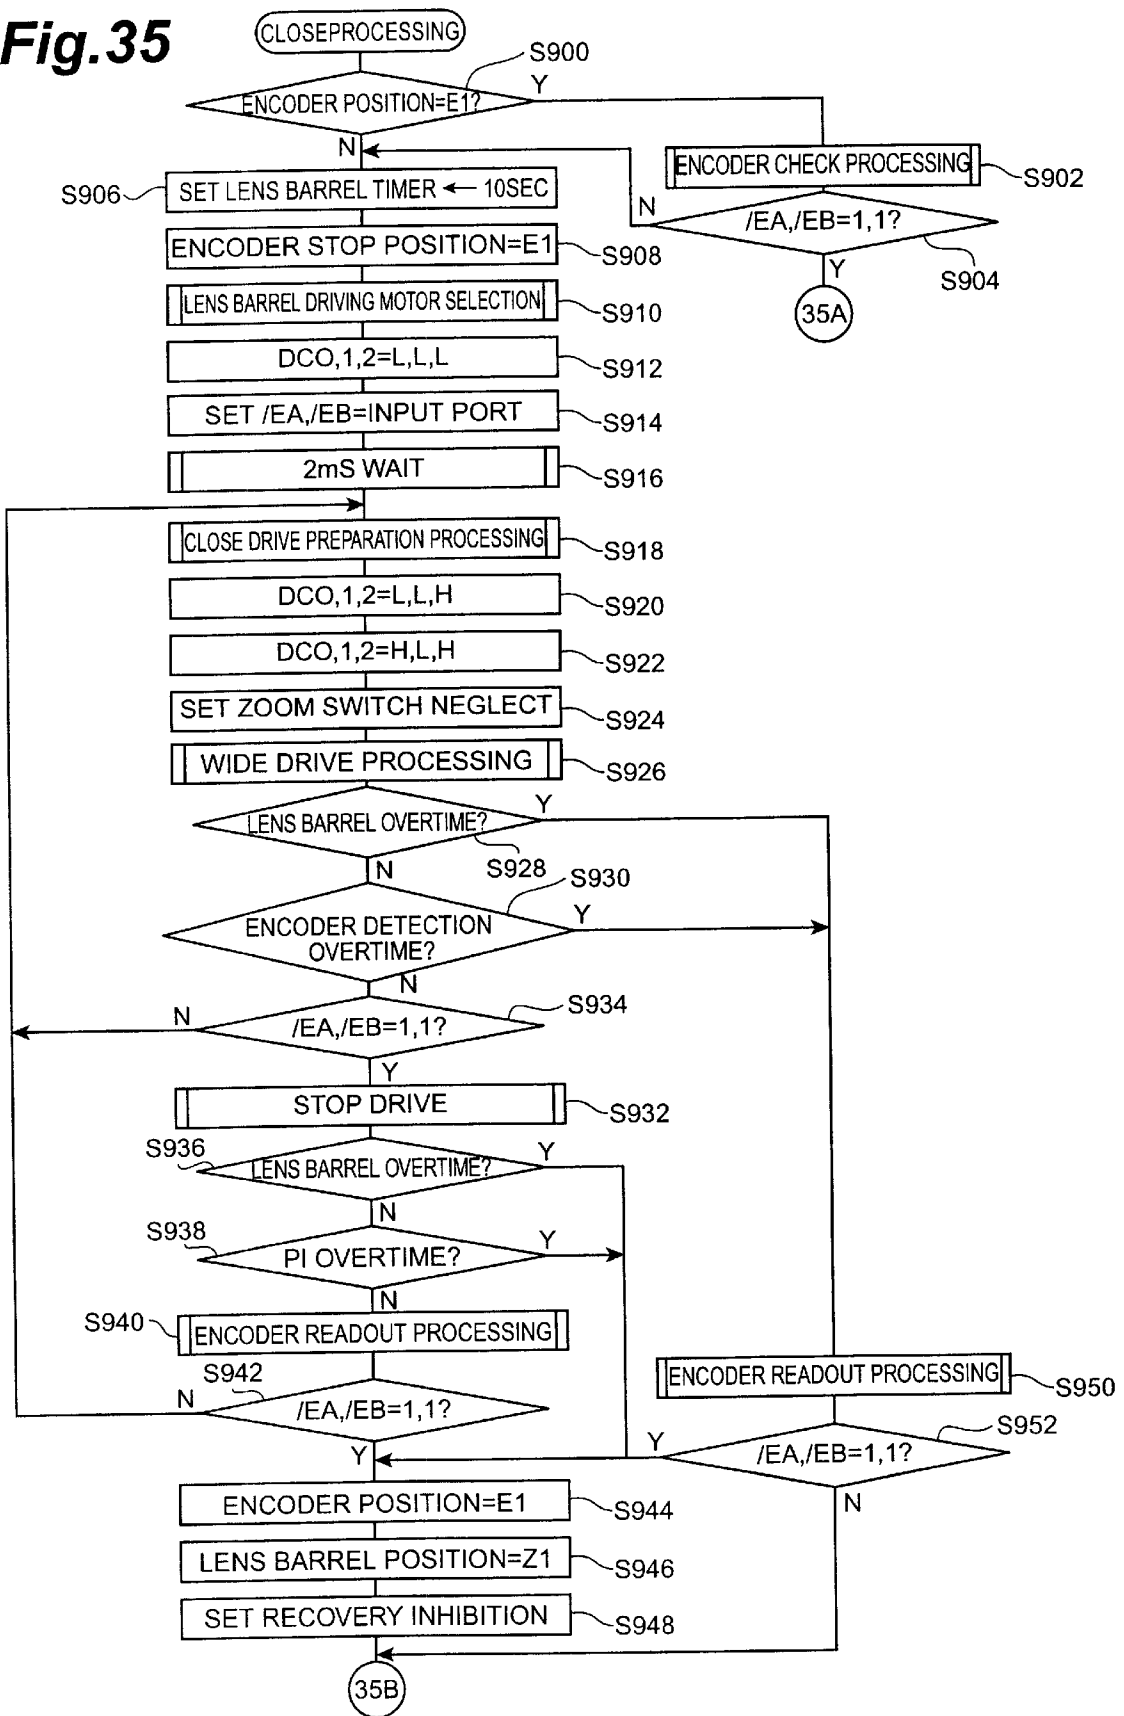 Fig.35
CLOSEPROCESSING
S900
ENCODER POSITION=E1?
Y
N
ENCODER CHECK PROCESSING
S902
S906
SET LENS BARREL TIMER ← 10SEC
N
/EA,/EB=1,1?
S904
Y
35A
ENCODER STOP POSITION=E1
S908
LENS BARREL DRIVING MOTOR SELECTION
S910
DCO,1,2=L,L,L
S912
SET /EA,/EB=INPUT PORT
S914
2mS WAIT
S916
CLOSE DRIVE PREPARATION PROCESSING
S918
DCO,1,2=L,L,H
S920
DCO,1,2=H,L,H
S922
SET ZOOM SWITCH NEGLECT
S924
WIDE DRIVE PROCESSING
S926
LENS BARREL OVERTIME?
Y
S928
N
S930
ENCODER DETECTION
OVERTIME?
Y
N
S934
N
/EA,/EB=1,1?
Y
STOP DRIVE
S932
S936
LENS BARREL OVERTIME?
Y
N
S938
PI OVERTIME?
Y
N
S940
ENCODER READOUT PROCESSING
S942
N
/EA,/EB=1,1?
Y
ENCODER READOUT PROCESSING
S950
S952
Y
/EA,/EB=1,1?
N
ENCODER POSITION=E1
S944
LENS BARREL POSITION=Z1
S946
SET RECOVERY INHIBITION
S948
35B